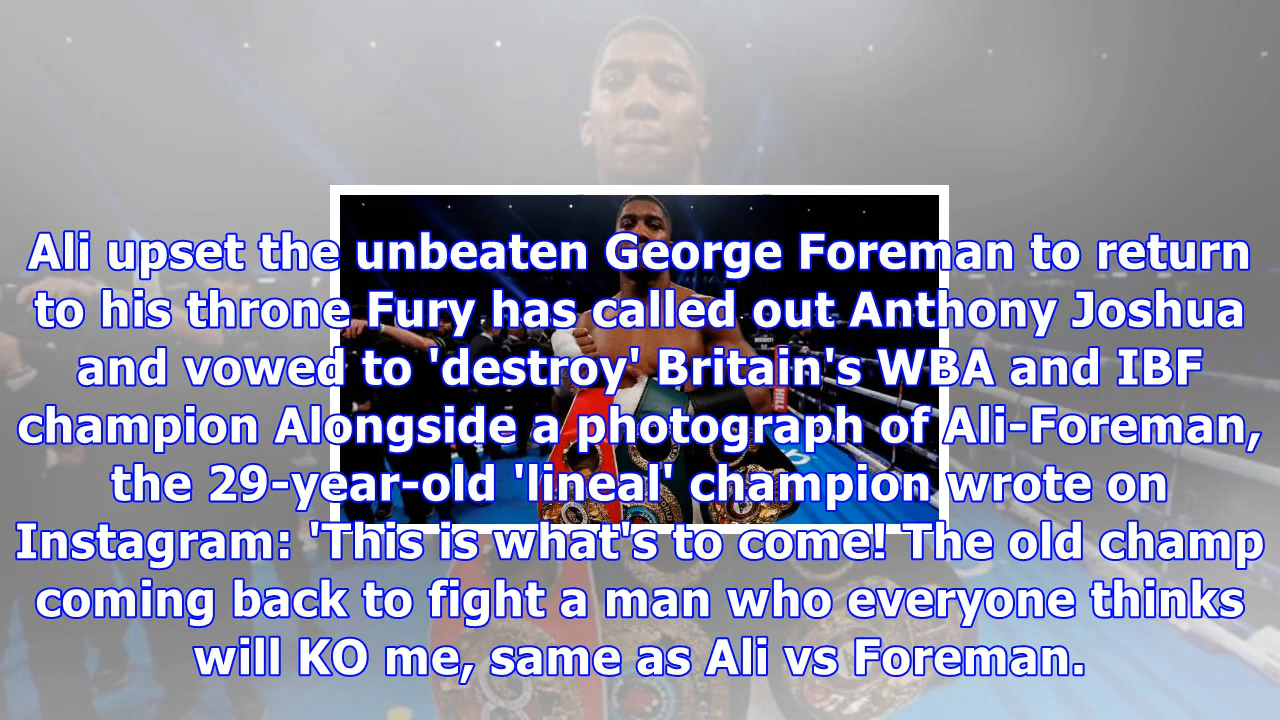 Ali upset the unbeaten George Foreman to return
to his throne Fury has called out Anthony Joshua
and vowed to 'destroy' Britain's WBA and IBF
champion Alongside a photograph of Ali-Foreman,
the 29-year-old 'lineal' champion wrote on
Instagram: 'This is what's to come! The old champ
coming back to fight a man who everyone thinks
will KO me, same as Ali vs Foreman.